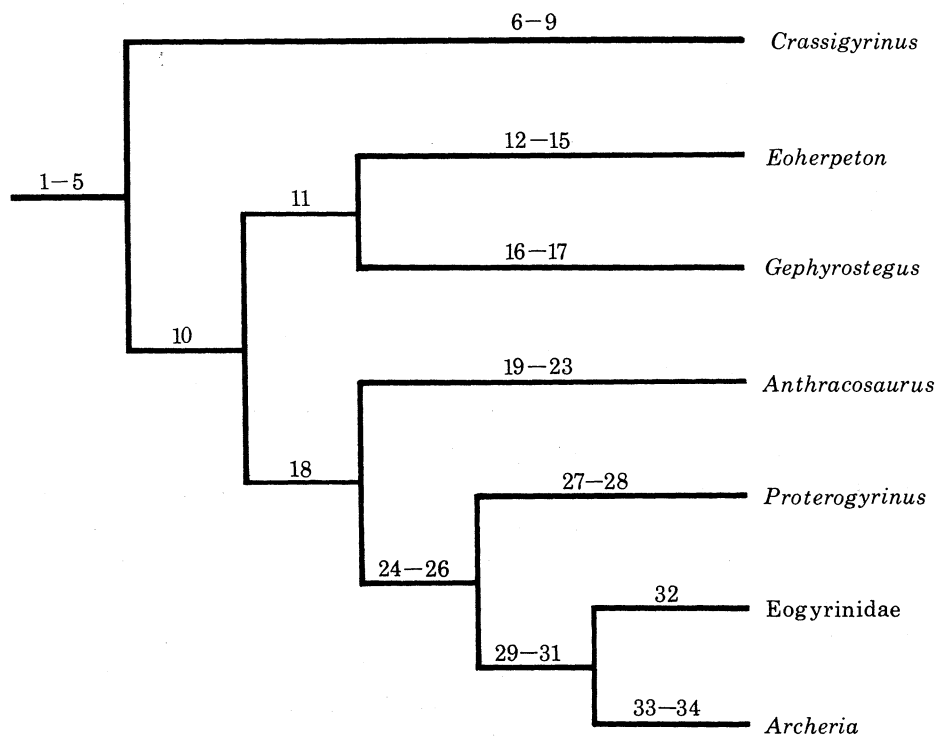 6—9
Crassigyrinus
12—15
Eoherpeton
1—5
11
16—17
Gephyrostegus
10
19—23
Anthracosaurus
18
27—28
Proterogyrinus
24—26
32
Eogyrinidae
29—31
33—34
Archeria